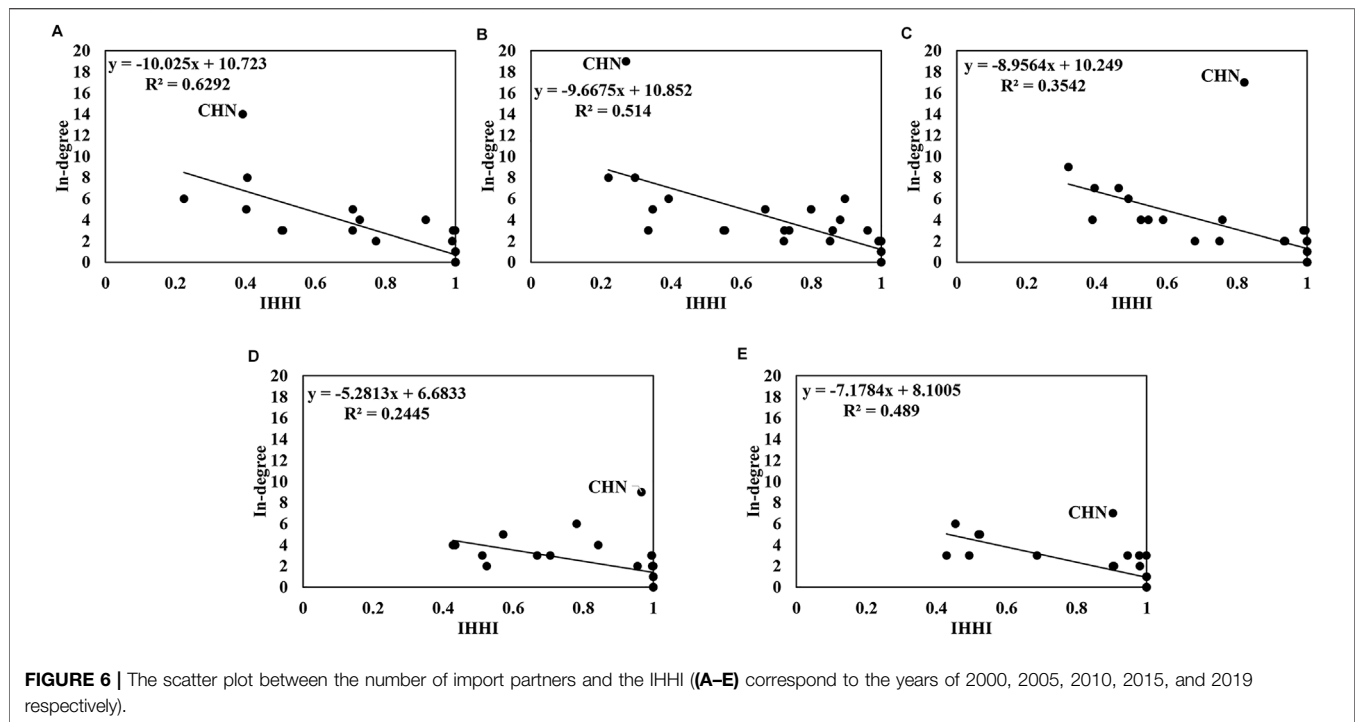 A
y = -10.025x + 10.723
R² = 0.6292
CHN
In-degree
20
18
16
14
12
10
8
6
4
2
0
0 0.2 0.4 0.6 0.8 1
IHHI
B
CHN
y = -9.6675x + 10.852
R² = 0.514
In-degree
20
18
16
14
12
10
8
6
4
2
0
0 0.2 0.4 0.6 0.8 1
IHHI
C
y = -8.9564x + 10.249
R² = 0.3542
CHN
In-degree
20
18
16
14
12
10
8
6
4
2
0
0 0.2 0.4 0.6 0.8 1
IHHI
D
y = -5.2813x + 6.6833
R² = 0.2445
CHN
In-degree
20
18
16
14
12
10
8
6
4
2
0
0 0.2 0.4 0.6 0.8 1
IHHI
E
y = -7.1784x + 8.1005
R² = 0.489
CHN
In-degree
20
18
16
14
12
10
8
6
4
2
0
0 0.2 0.4 0.6 0.8 1
IHHI
FIGURE 6 | The scatter plot between the number of import partners and the IHHI ((A–E) correspond to the years of 2000, 2005, 2010, 2015, and 2019
respectively).